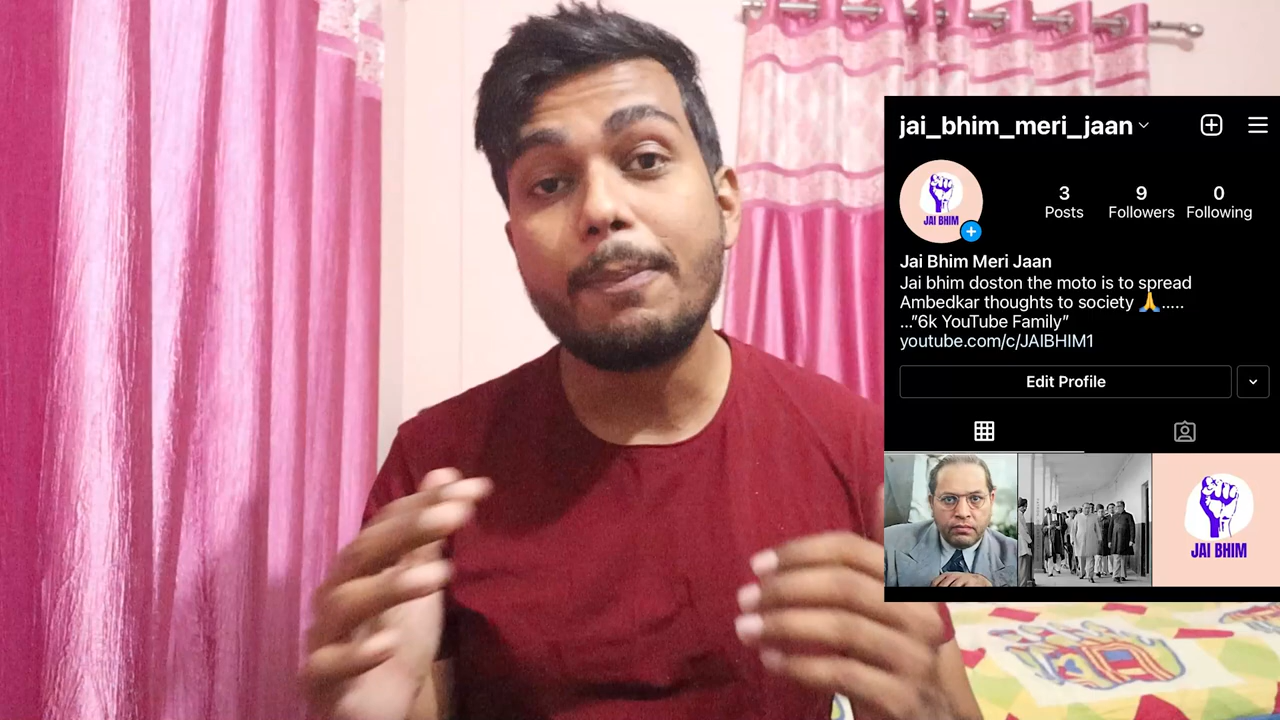 jai_bhim_meri_jaan
JAI BHIM
3
Posts
9
Followers
0
Following
Jai Bhim Meri Jaan
Jai bhim doston the moto is to spread
Ambedkar thoughts to society 🙏.....
..."6k YouTube Family"
youtube.com/c/JAIBHIM1
Edit Profile
JAI BHIM